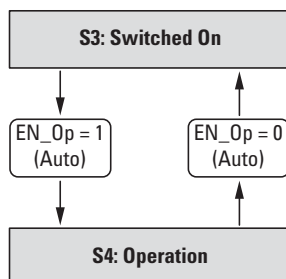 S3: Switched On
EN_Op = 1
(Auto)
EN_Op = 0
(Auto)
S4: Operation